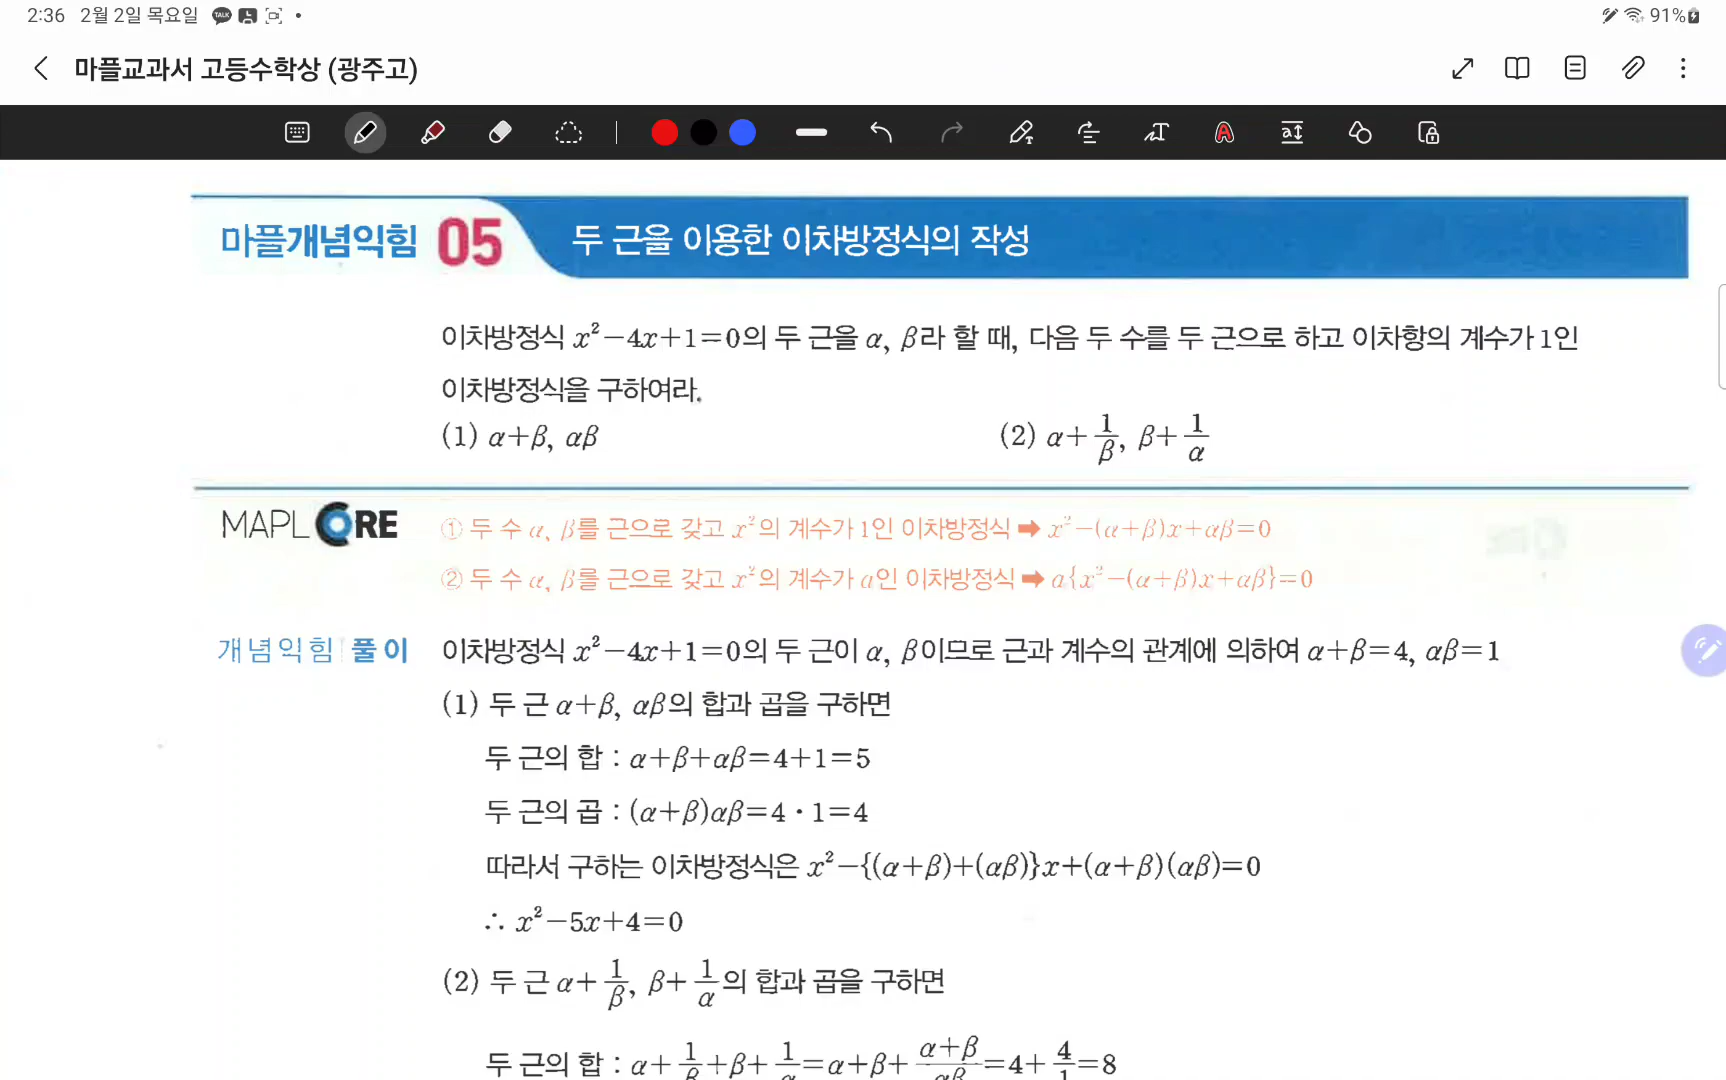 2:36 2월 2일 목요일 TALK 91%
마플교과서 고등수학상 (광주고)
마플개념익힘 05 두 근을 이용한 이차방정식의 작성
이차방정식 x²−4x+1=0의 두 근을 α, β라 할 때, 다음 두 수를 두 근으로 하고 이차항의 계수가 1인
이차방정식을 구하여라.
(1) α+β, αβ (2) α+1/β, β+1/α
MAPL CORE ① 두 수 α, β를 근으로 갖고 x²의 계수가 1인 이차방정식 ➡ x²−(α+β)x+αβ=0
② 두 수 α, β를 근으로 갖고 x²의 계수가 a인 이차방정식 ➡ a{x²−(α+β)x+αβ}=0
개념익힘 풀이 이차방정식 x²−4x+1=0의 두 근이 α, β이므로 근과 계수의 관계에 의하여 α+β=4, αβ=1
(1) 두 근 α+β, αβ의 합과 곱을 구하면
두 근의 합 : α+β+αβ=4+1=5
두 근의 곱 : (α+β)αβ=4·1=4
따라서 구하는 이차방정식은 x²−{(α+β)+(αβ)}x+(α+β)(αβ)=0
∴ x²−5x+4=0
(2) 두 근 α+1/β, β+1/α의 합과 곱을 구하면
두 근의 합 : α+1/β+β+1/α=α+β+(α+β)/αβ=4+4/1=8